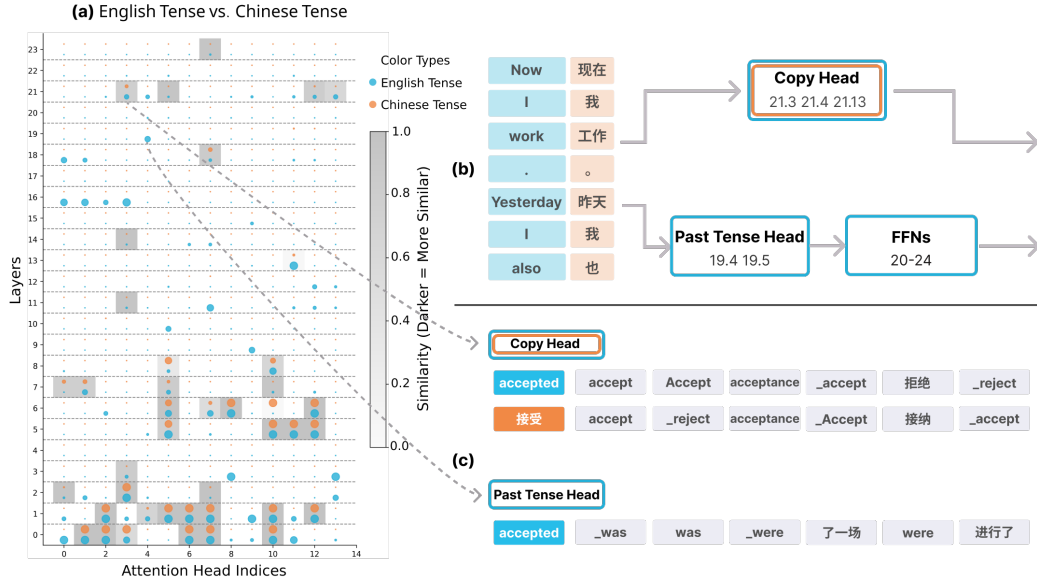 (a) English Tense vs. Chinese Tense
Layers
23
22
21
20
19
18
17
16
15
14
13
12
11
10
9
8
7
6
5
4
3
2
1
0
0 2 4 6 8 10 12 14
Attention Head Indices
Color Types
English Tense
Chinese Tense
1.0
0.8
0.6
0.4
0.2
0.0
Similarity (Darker = More Similar)
(b)
Now 现在
I 我
work 工作
. 。
Yesterday 昨天
I 我
also 也
Copy Head
21.3 21.4 21.13
Past Tense Head
19.4 19.5
FFNs
20-24
(c)
Copy Head
accepted accept Accept acceptance _accept 拒绝 _reject
接受 accept _reject acceptance _Accept 接纳 _accept
Past Tense Head
accepted _was was _were 了一场 were 进行了